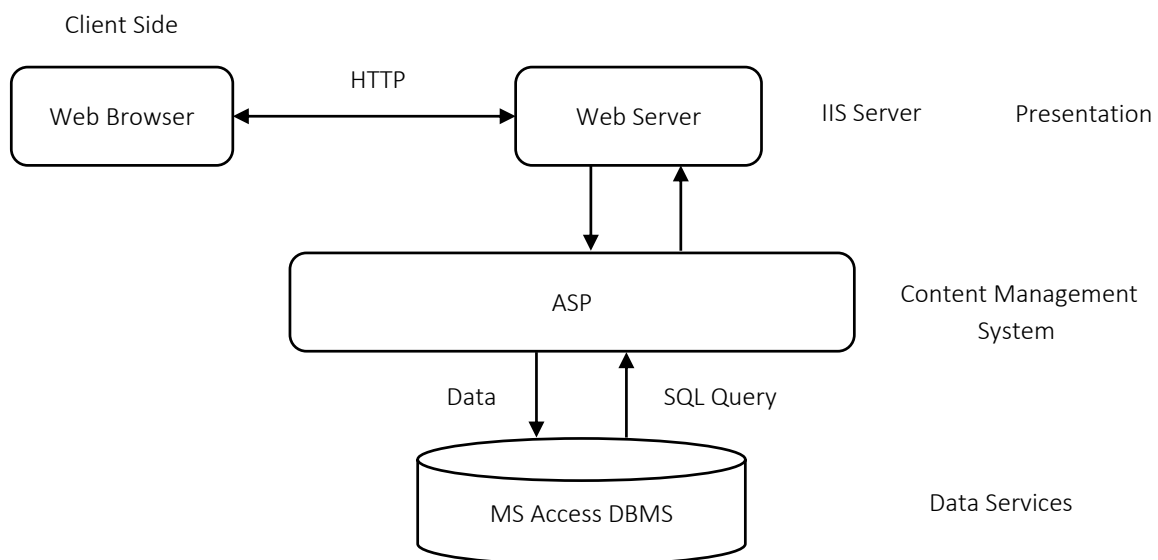 Client Side
HTTP
Web Browser
Web Server
IIS Server
Presentation
ASP
Content Management
System
Data
SQL Query
MS Access DBMS
Data Services